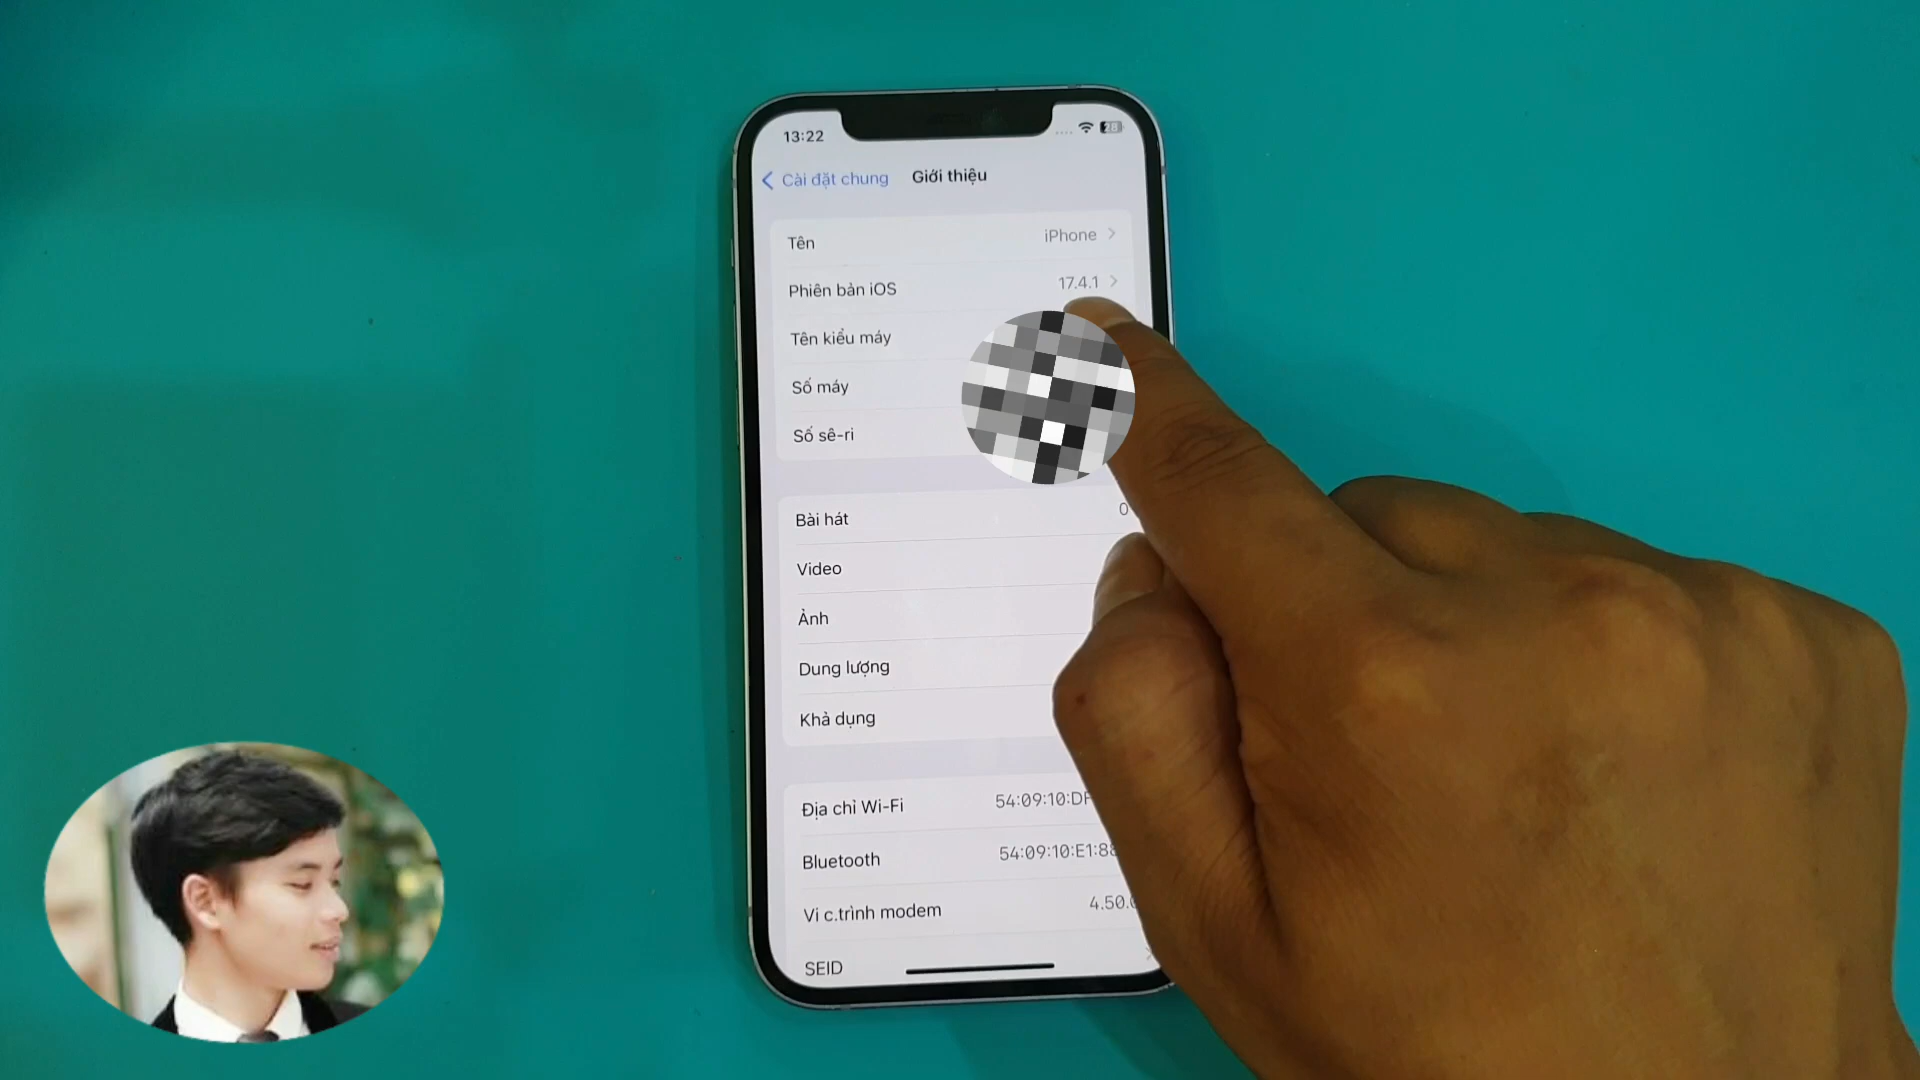 13:22
28
Cài đặt chung Giới thiệu
Tên iPhone
Phiên bản iOS 17.4.1
Tên kiểu máy
Số máy
Số sê-ri
Bài hát 0
Video
Ảnh
Dung lượng
Khả dụng
Địa chỉ Wi-Fi 54:09:10:DF
Bluetooth 54:09:10:E1:88
Vi c.trình modem 4.50.0
SEID